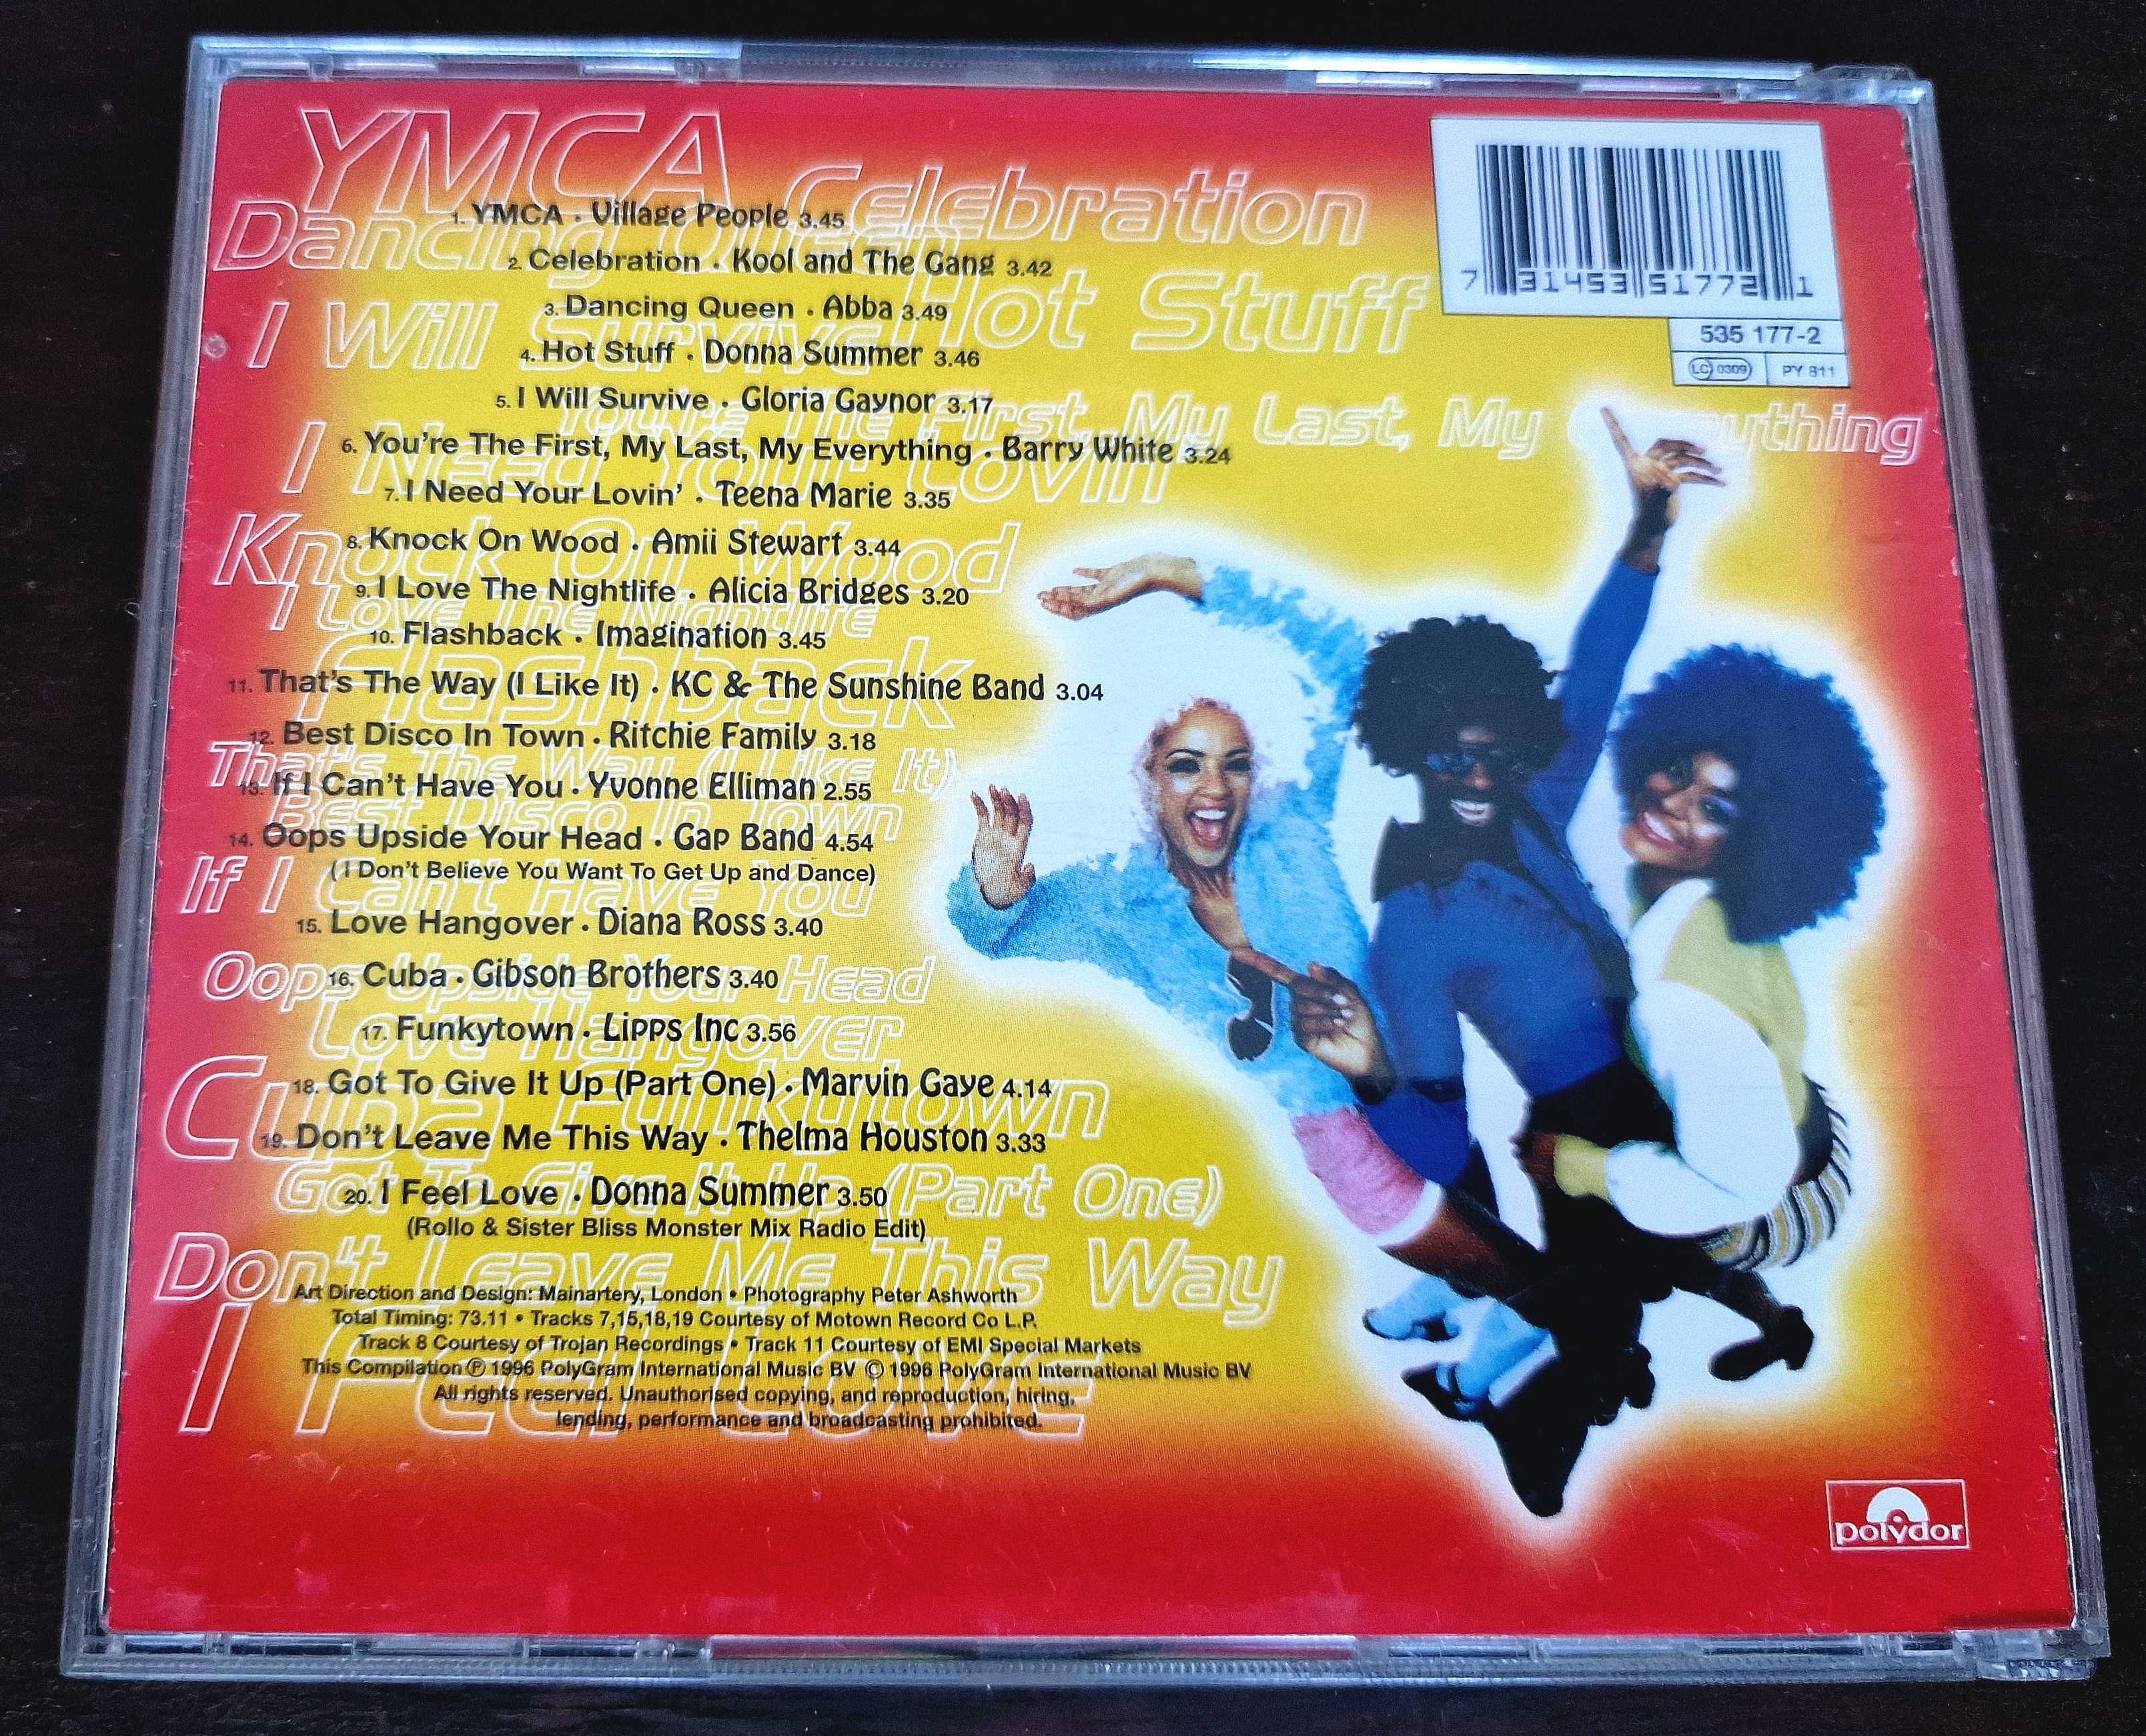 YMCA
Celebration
Dancing Queen
Hot Stuff
I Will Survive
You're The First, My Last, My Everything
I Need Your Lovin'
Knock On Wood
I Love The Nightlife
Flashback
That's The Way (I Like It)
Best Disco In Town
If I Can't Have You
Oops Upside Your Head
Love Hangover
Cuba Funkytown
Got To Give It Up (Part One)
Don't Leave Me This Way
I Feel Love
1. YMCA · Village People 3.45
2. Celebration · Kool and The Gang 3.42
3. Dancing Queen · Abba 3.49
4. Hot Stuff · Donna Summer 3.46
5. I Will Survive · Gloria Gaynor 3.17
6. You're The First, My Last, My Everything · Barry White 3.24
7. I Need Your Lovin' · Teena Marie 3.35
8. Knock On Wood · Amii Stewart 3.44
9. I Love The Nightlife · Alicia Bridges 3.20
10. Flashback · Imagination 3.45
11. That's The Way (I Like It) · KC & The Sunshine Band 3.04
12. Best Disco In Town · Ritchie Family 3.18
13. If I Can't Have You · Yvonne Elliman 2.55
14. Oops Upside Your Head · Gap Band 4.54
(I Don't Believe You Want To Get Up and Dance)
15. Love Hangover · Diana Ross 3.40
16. Cuba · Gibson Brothers 3.40
17. Funkytown · Lipps Inc 3.56
18. Got To Give It Up (Part One) · Marvin Gaye 4.14
19. Don't Leave Me This Way · Thelma Houston 3.33
20. I Feel Love · Donna Summer 3.50
(Rollo & Sister Bliss Monster Mix Radio Edit)
Art Direction and Design: Mainartery, London • Photography Peter Ashworth
Total Timing: 73.11 • Tracks 7,15,18,19 Courtesy of Motown Record Co L.P.
Track 8 Courtesy of Trojan Recordings • Track 11 Courtesy of EMI Special Markets
This Compilation ℗ 1996 PolyGram International Music BV © 1996 PolyGram International Music BV
All rights reserved. Unauthorised copying, and reproduction, hiring,
lending, performance and broadcasting prohibited.
7 31453 51772 1
535 177-2
LC 0309 PY 811
polydor